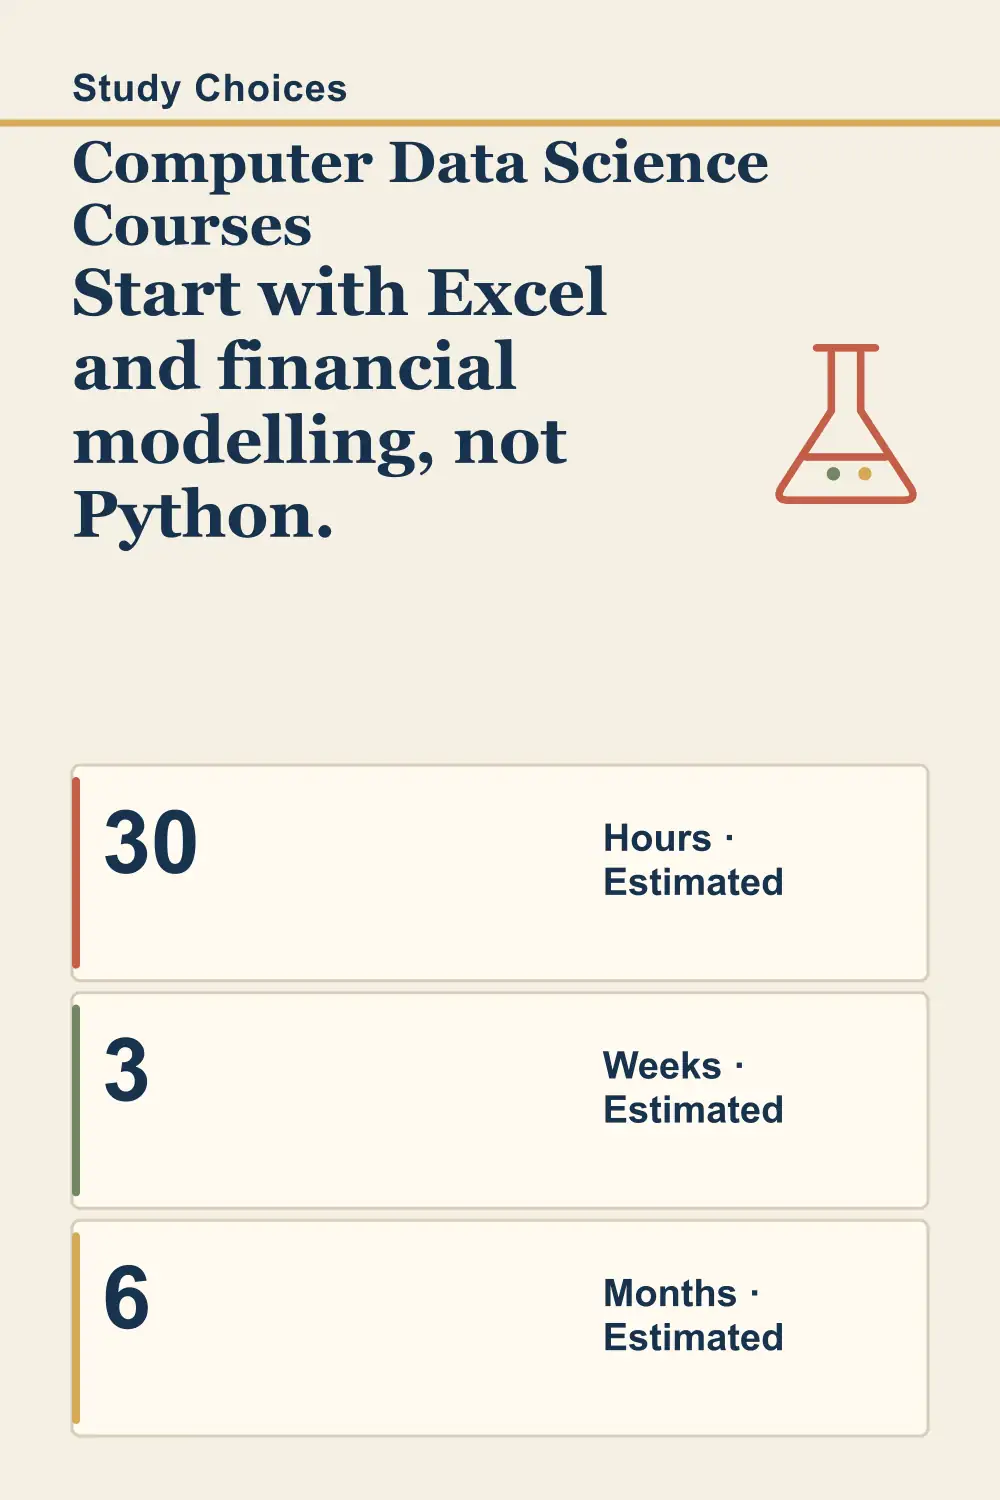 Study Choices
Computer Data Science
Courses
Start with Excel
and financial
modelling, not
Python.
30
Hours ·
Estimated
3
Weeks ·
Estimated
6
Months ·
Estimated